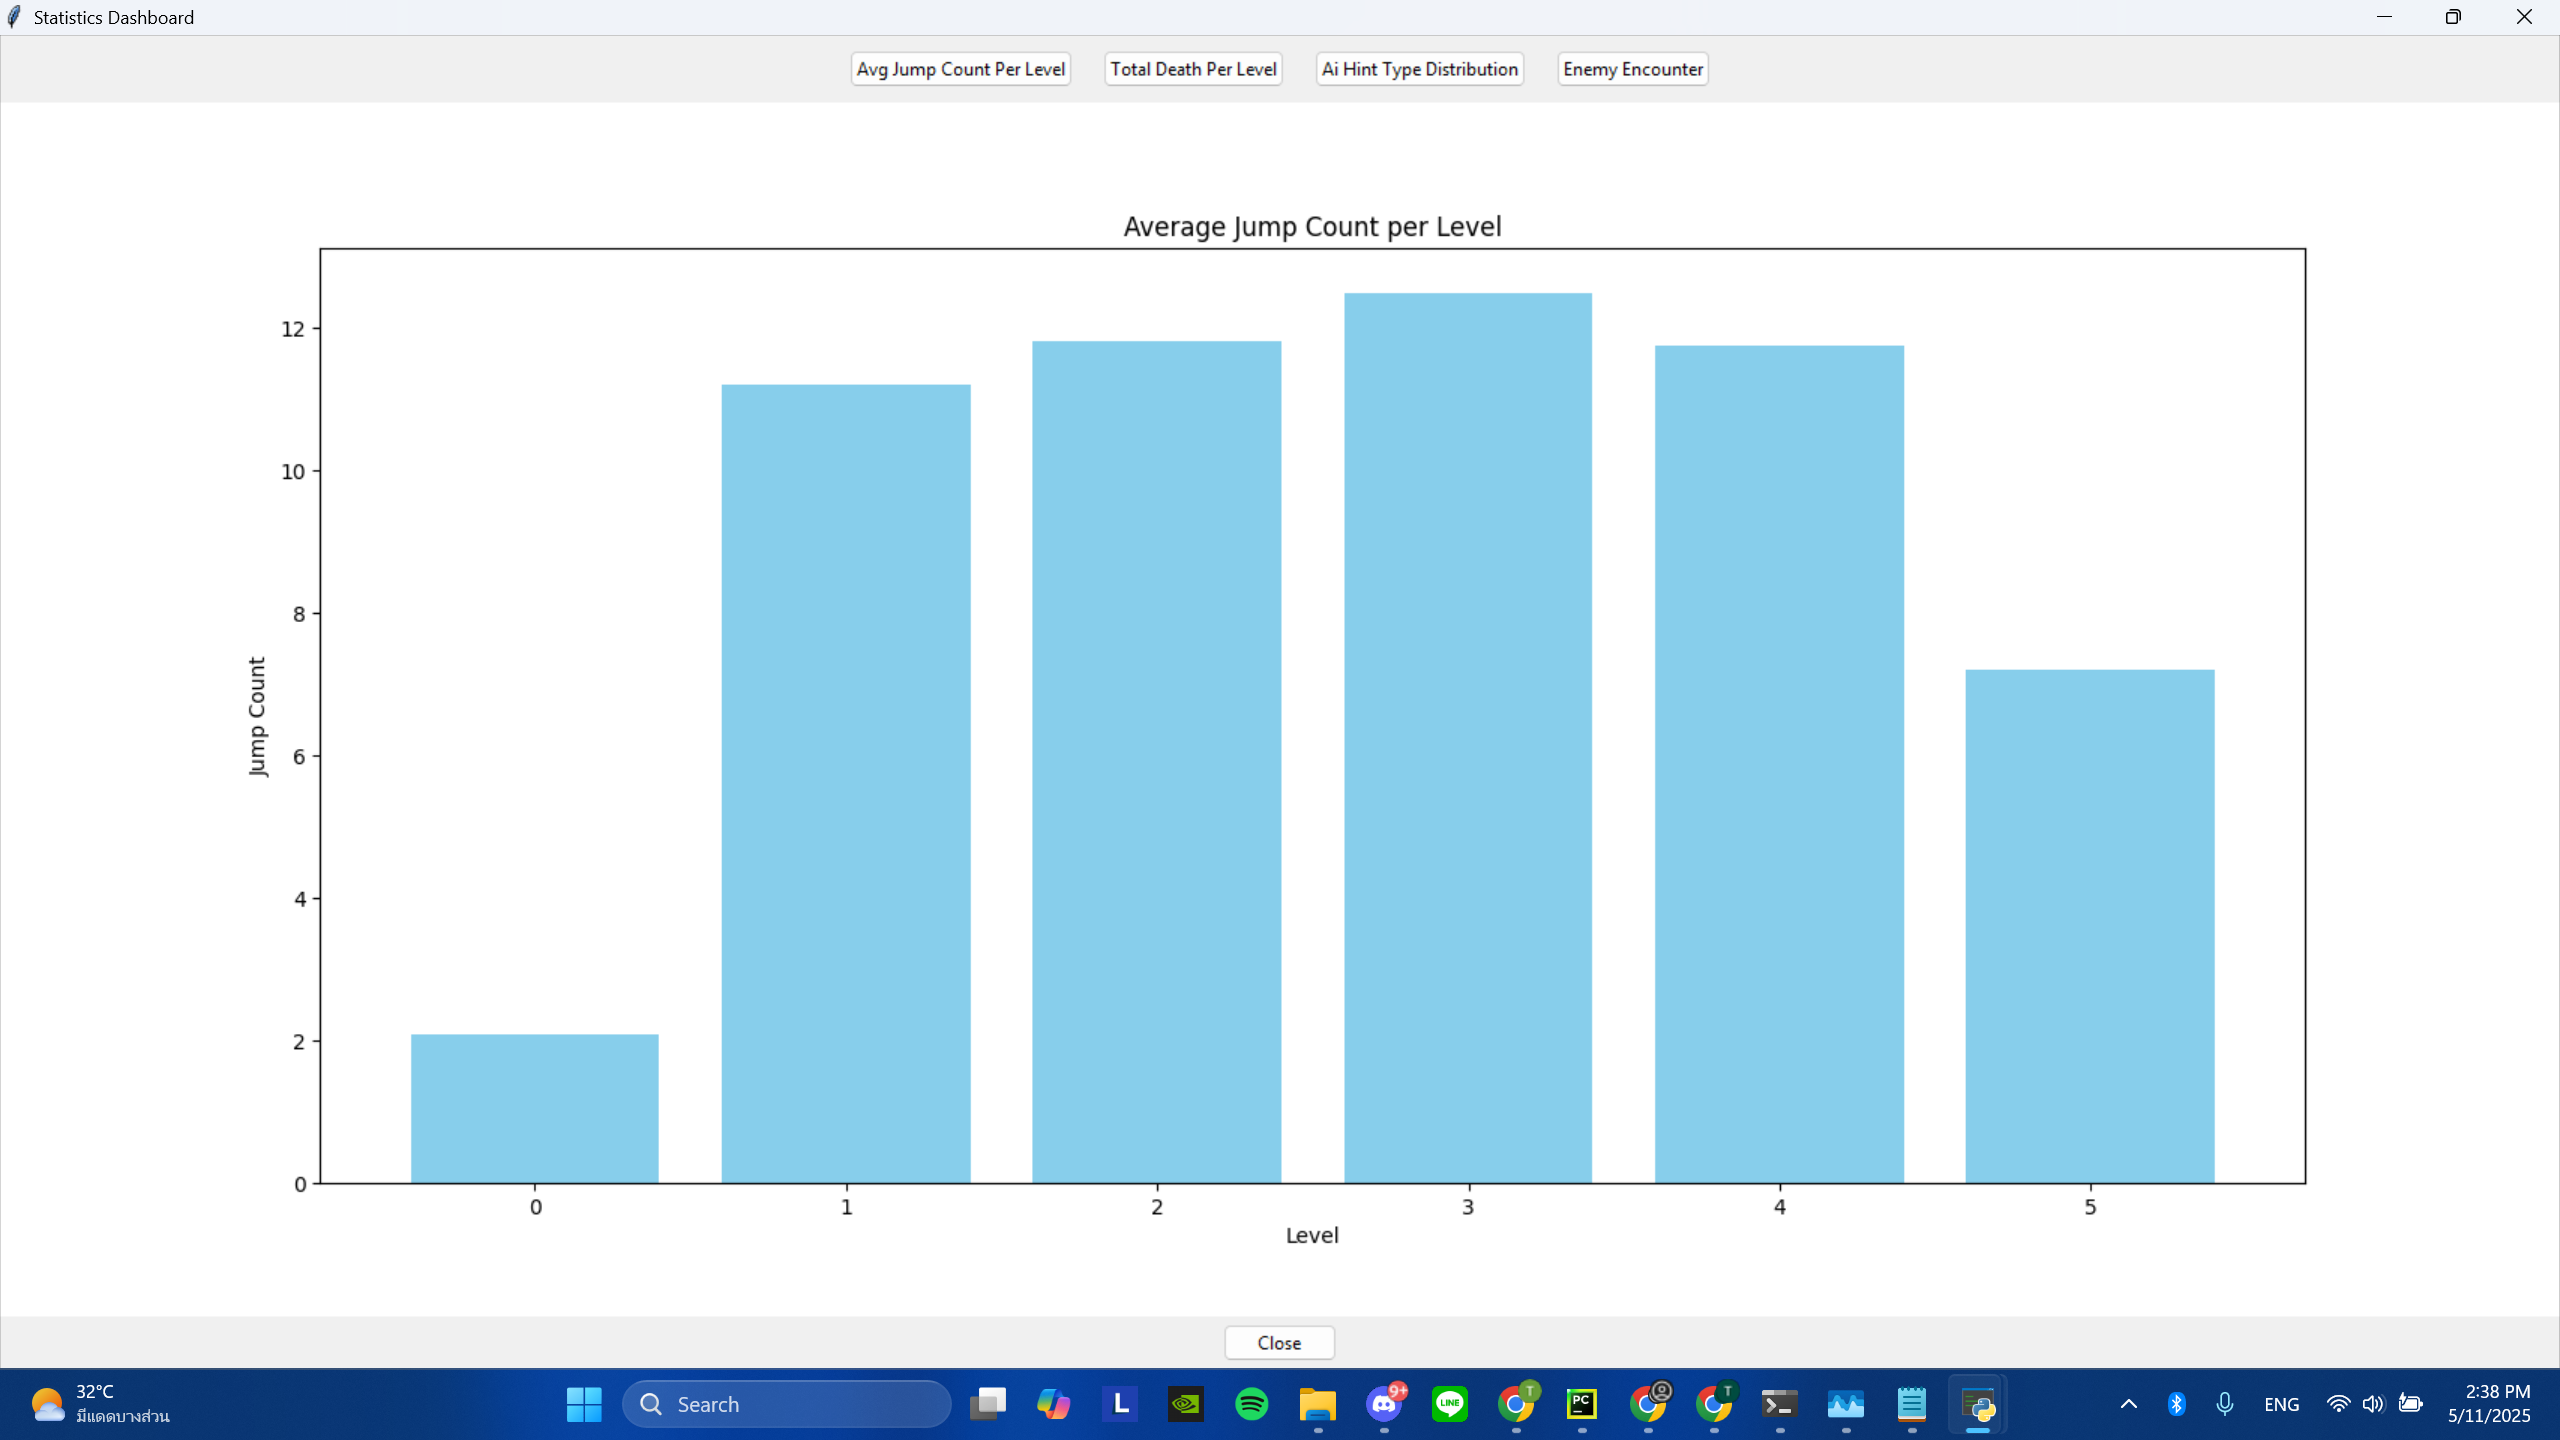 Statistics Dashboard
Avg Jump Count Per Level
Total Death Per Level
Ai Hint Type Distribution
Enemy Encounter
Average Jump Count per Level
12
10
8
6
4
2
0
Jump Count
0
1
2
3
4
5
Level
Close
32°C
มีแดดบางส่วน
Search
L
9+
LINE
T
PC
T
ENG
2:38 PM
5/11/2025